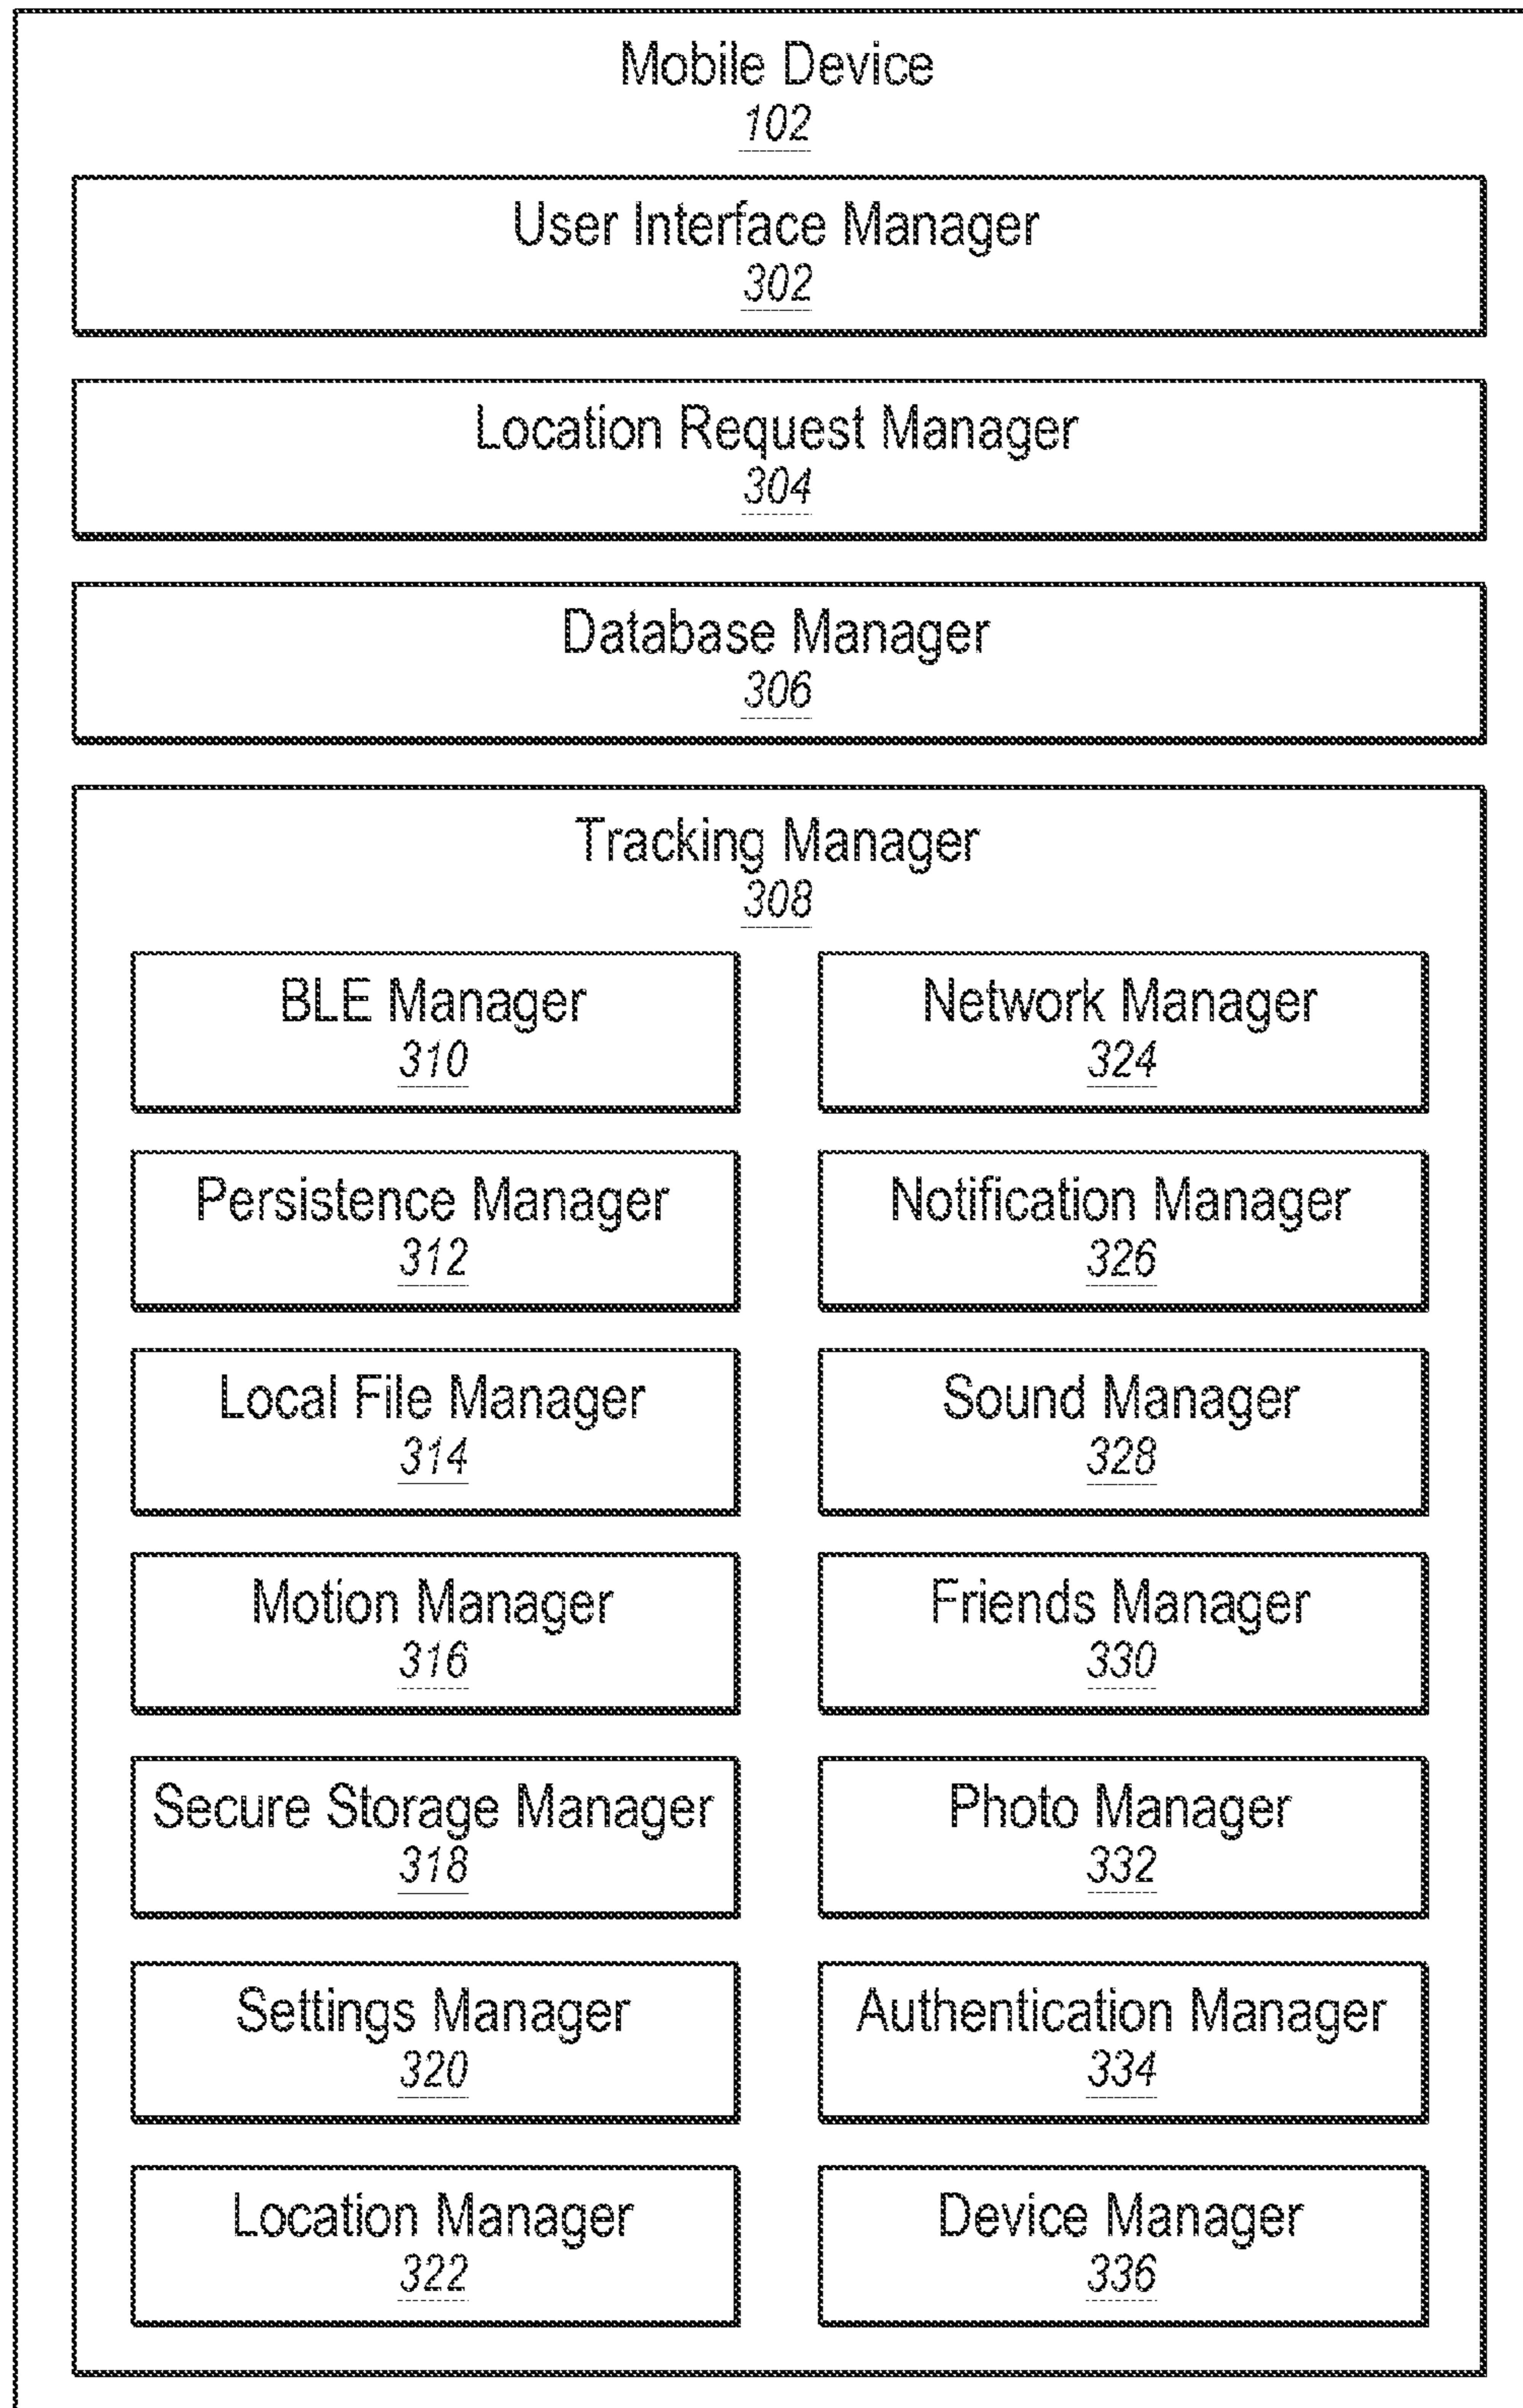 Mobile Device
102
User Interface Manager
302
Location Request Manager
304
Database Manager
306
Tracking Manager
308
BLE Manager
310
Network Manager
324
Persistence Manager
312
Notification Manager
326
Local File Manager
314
Sound Manager
328
Motion Manager
316
Friends Manager
330
Secure Storage Manager
318
Photo Manager
332
Settings Manager
320
Authentication Manager
334
Location Manager
322
Device Manager
336